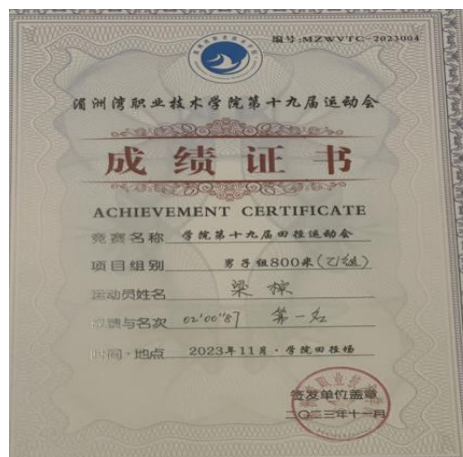 编号:MZWVTC-2023004
湄洲湾职业技术学院第十九届运动会
成绩证书
ACHIEVEMENT CERTIFICATE
竞赛名称 学院第十九届田径运动会
项目组别 男子组800米(乙组)
运动员姓名 梁
成绩与名次 02'00"87 第一名
时间·地点 2023年11月·学院田径场
签发单位盖章
二〇二三年十一月